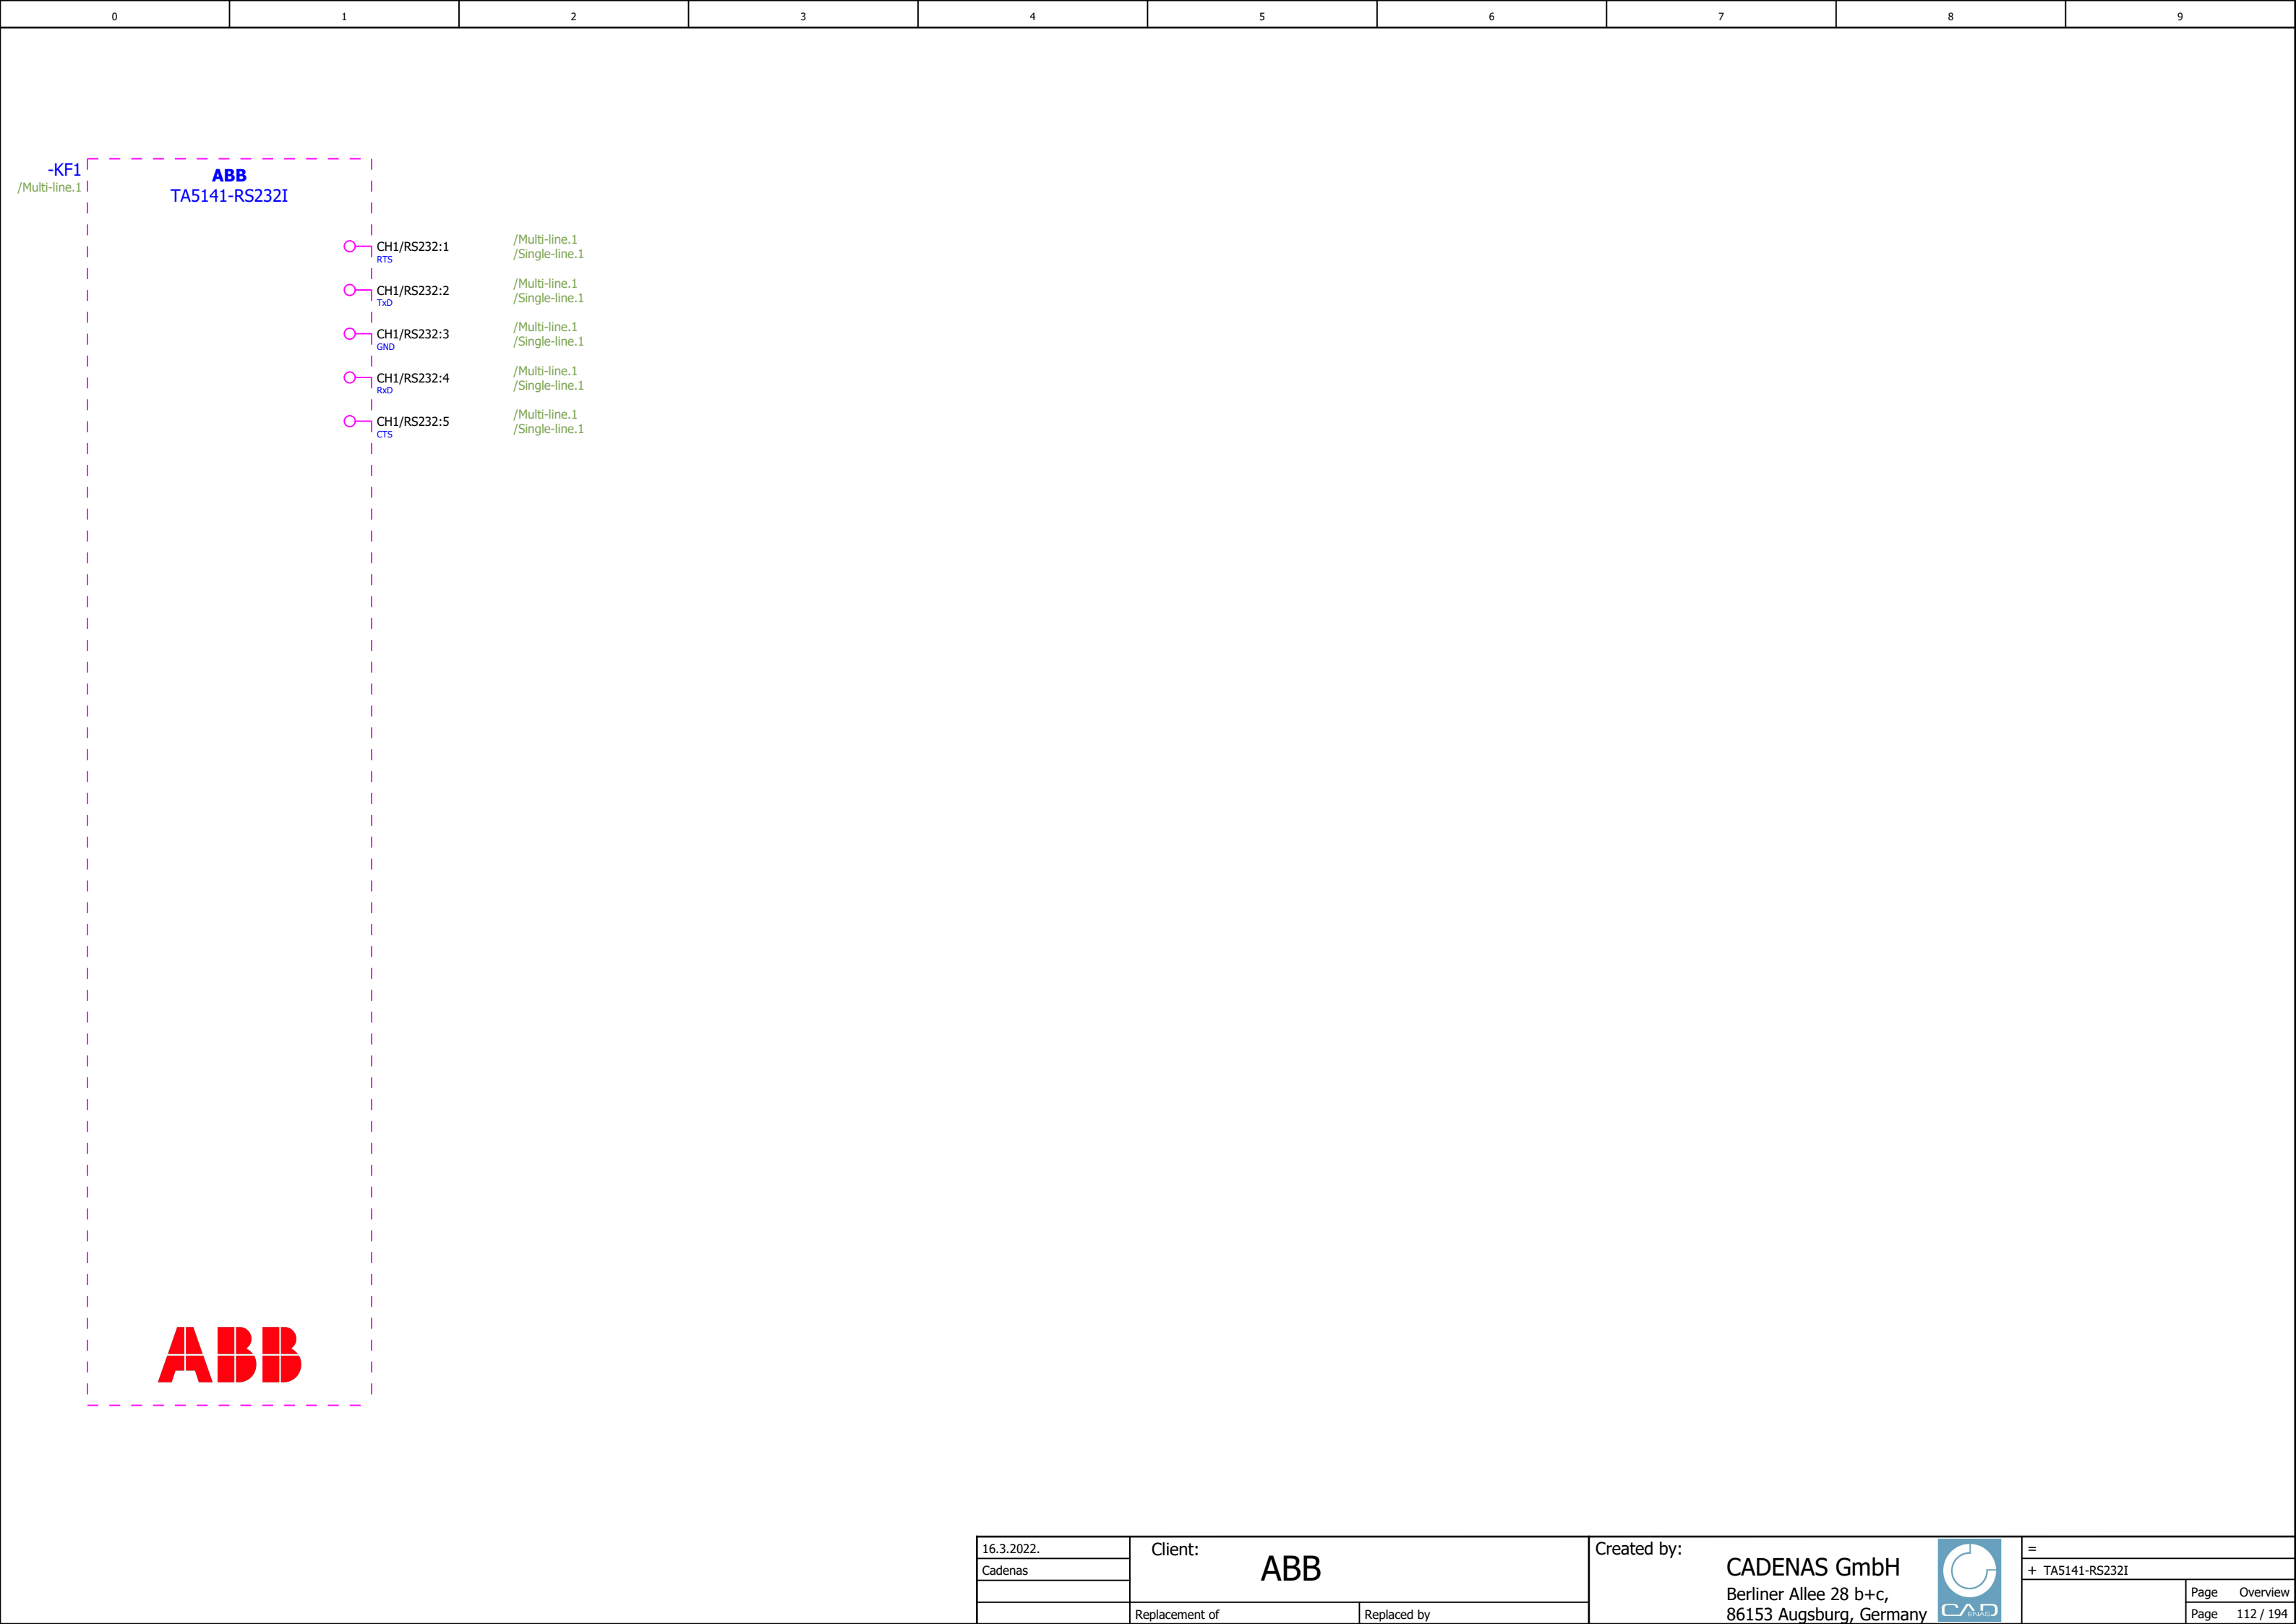 0 1 2 3 4 5 6 7 8 9
-KF1
/Multi-line.1
ABB
TA5141-RS232I
CH1/RS232:1
RTS
/Multi-line.1
/Single-line.1
CH1/RS232:2
TxD
/Multi-line.1
/Single-line.1
CH1/RS232:3
GND
/Multi-line.1
/Single-line.1
CH1/RS232:4
RxD
/Multi-line.1
/Single-line.1
CH1/RS232:5
CTS
/Multi-line.1
/Single-line.1
ABB
16.3.2022.
Cadenas
Client:
ABB
Replacement of
Replaced by
Created by:
CADENAS GmbH
Berliner Allee 28 b+c,
86153 Augsburg, Germany
CADENAS
=
+ TA5141-RS232I
Page Overview
Page 112 / 194